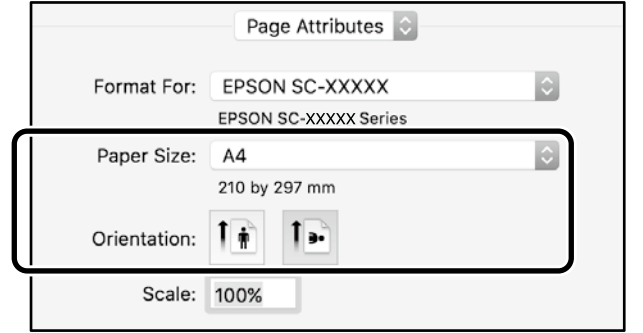 Page Attributes
Format For: EPSON SC-XXXXX
EPSON SC-XXXXX Series
Paper Size: A4
210 by 297 mm
Orientation:
Scale: 100%